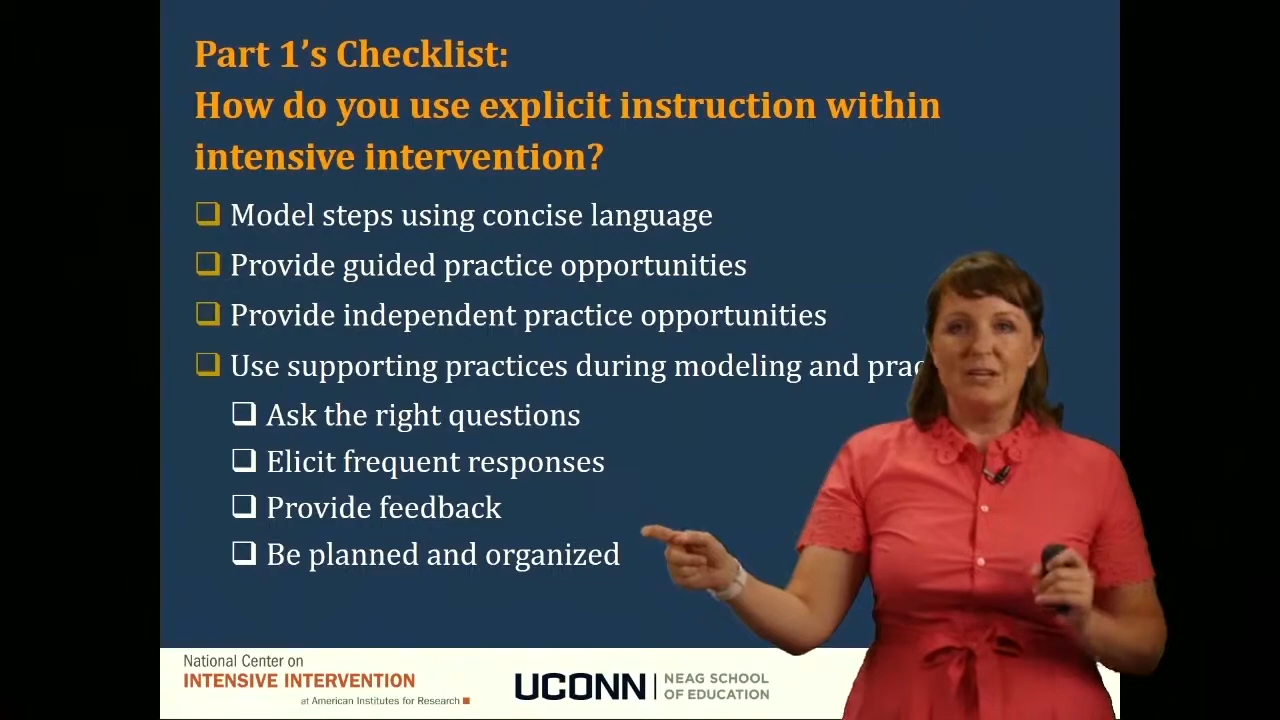 Part 1’s Checklist:
How do you use explicit instruction within
intensive intervention?
Model steps using concise language
Provide guided practice opportunities
Provide independent practice opportunities
Use supporting practices during modeling and
Ask the right questions
Elicit frequent responses
Provide feedback
Be planned and organized
National Center on
INTENSIVE INTERVENTION
at American Institutes for Research
UCONN
NEAG SCHOOL
OF EDUCATION